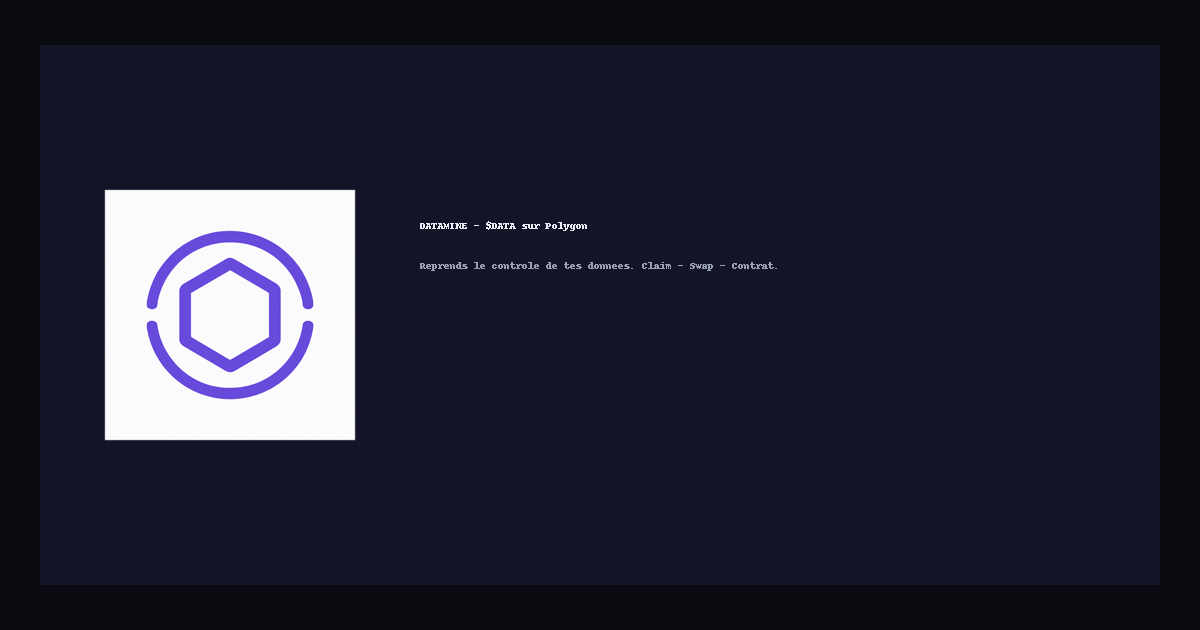 DATAMINE - $DATA sur Polygon
Reprends le controle de tes donnees. Claim - Swap - Contrat.